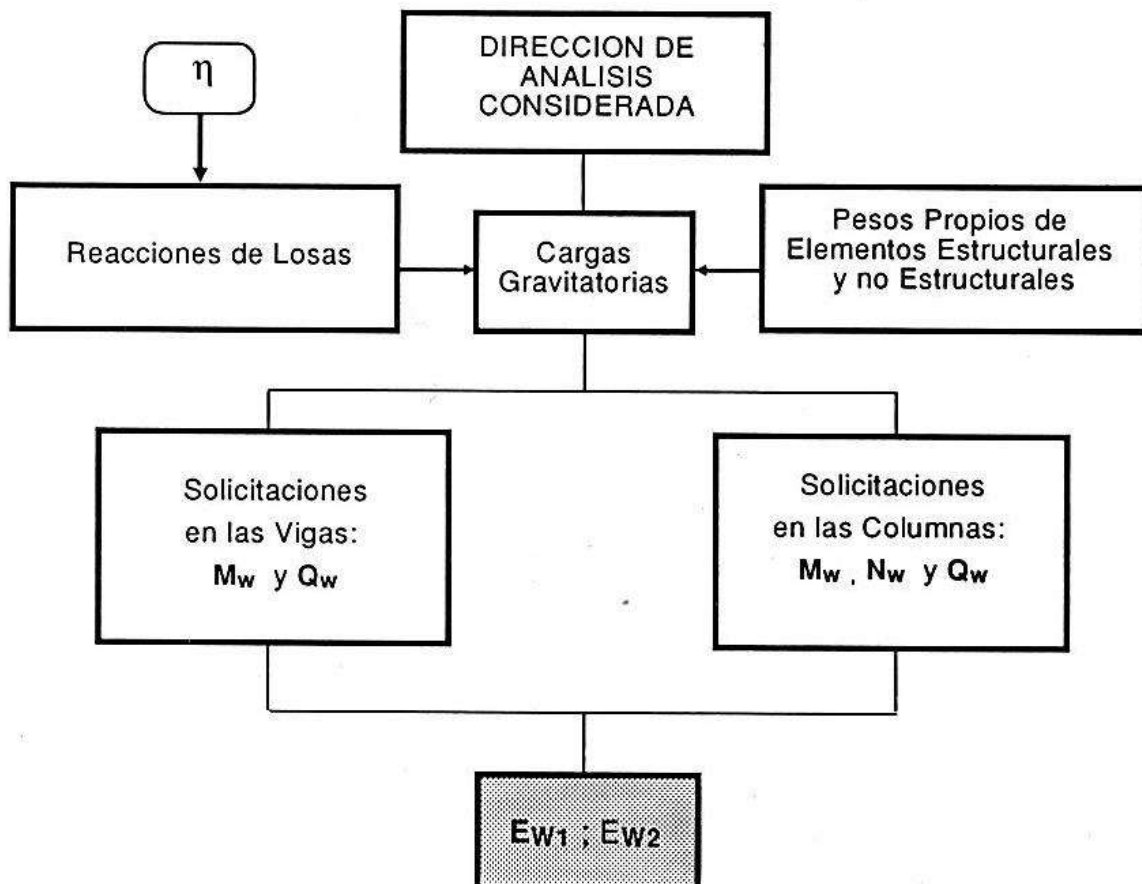 η
DIRECCION DE
ANALISIS
CONSIDERADA
Reacciones de Losas
Cargas
Gravitatorias
Pesos Propios de
Elementos Estructurales
y no Estructurales
Solicitaciones
en las Vigas:
Mw y Qw
Solicitaciones
en las Columnas:
Mw , Nw y Qw
EW1 ; EW2